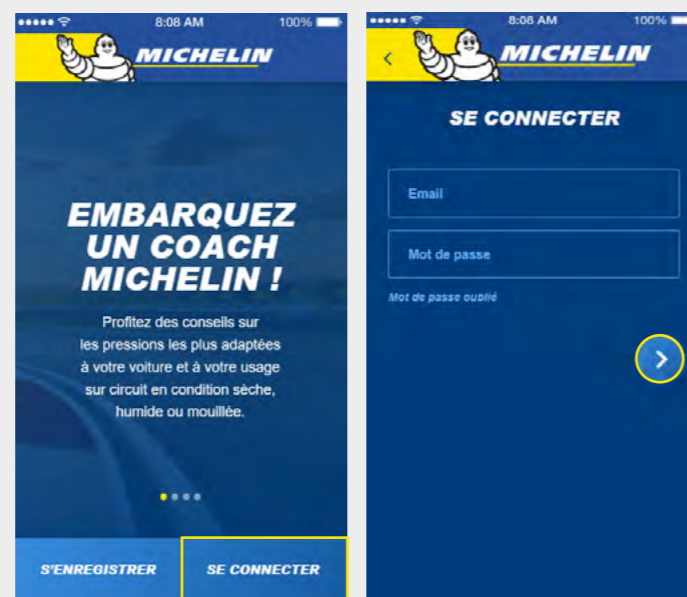 8:08 AM
100%
MICHELIN
EMBARQUEZ
UN COACH
MICHELIN !
Profitez des conseils sur
les pressions les plus adaptées
à votre voiture et à votre usage
sur circuit en condition sèche,
humide ou mouillée.
S'ENREGISTRER
SE CONNECTER
8:08 AM
100%
MICHELIN
SE CONNECTER
Email
Mot de passe
Mot de passe oublié